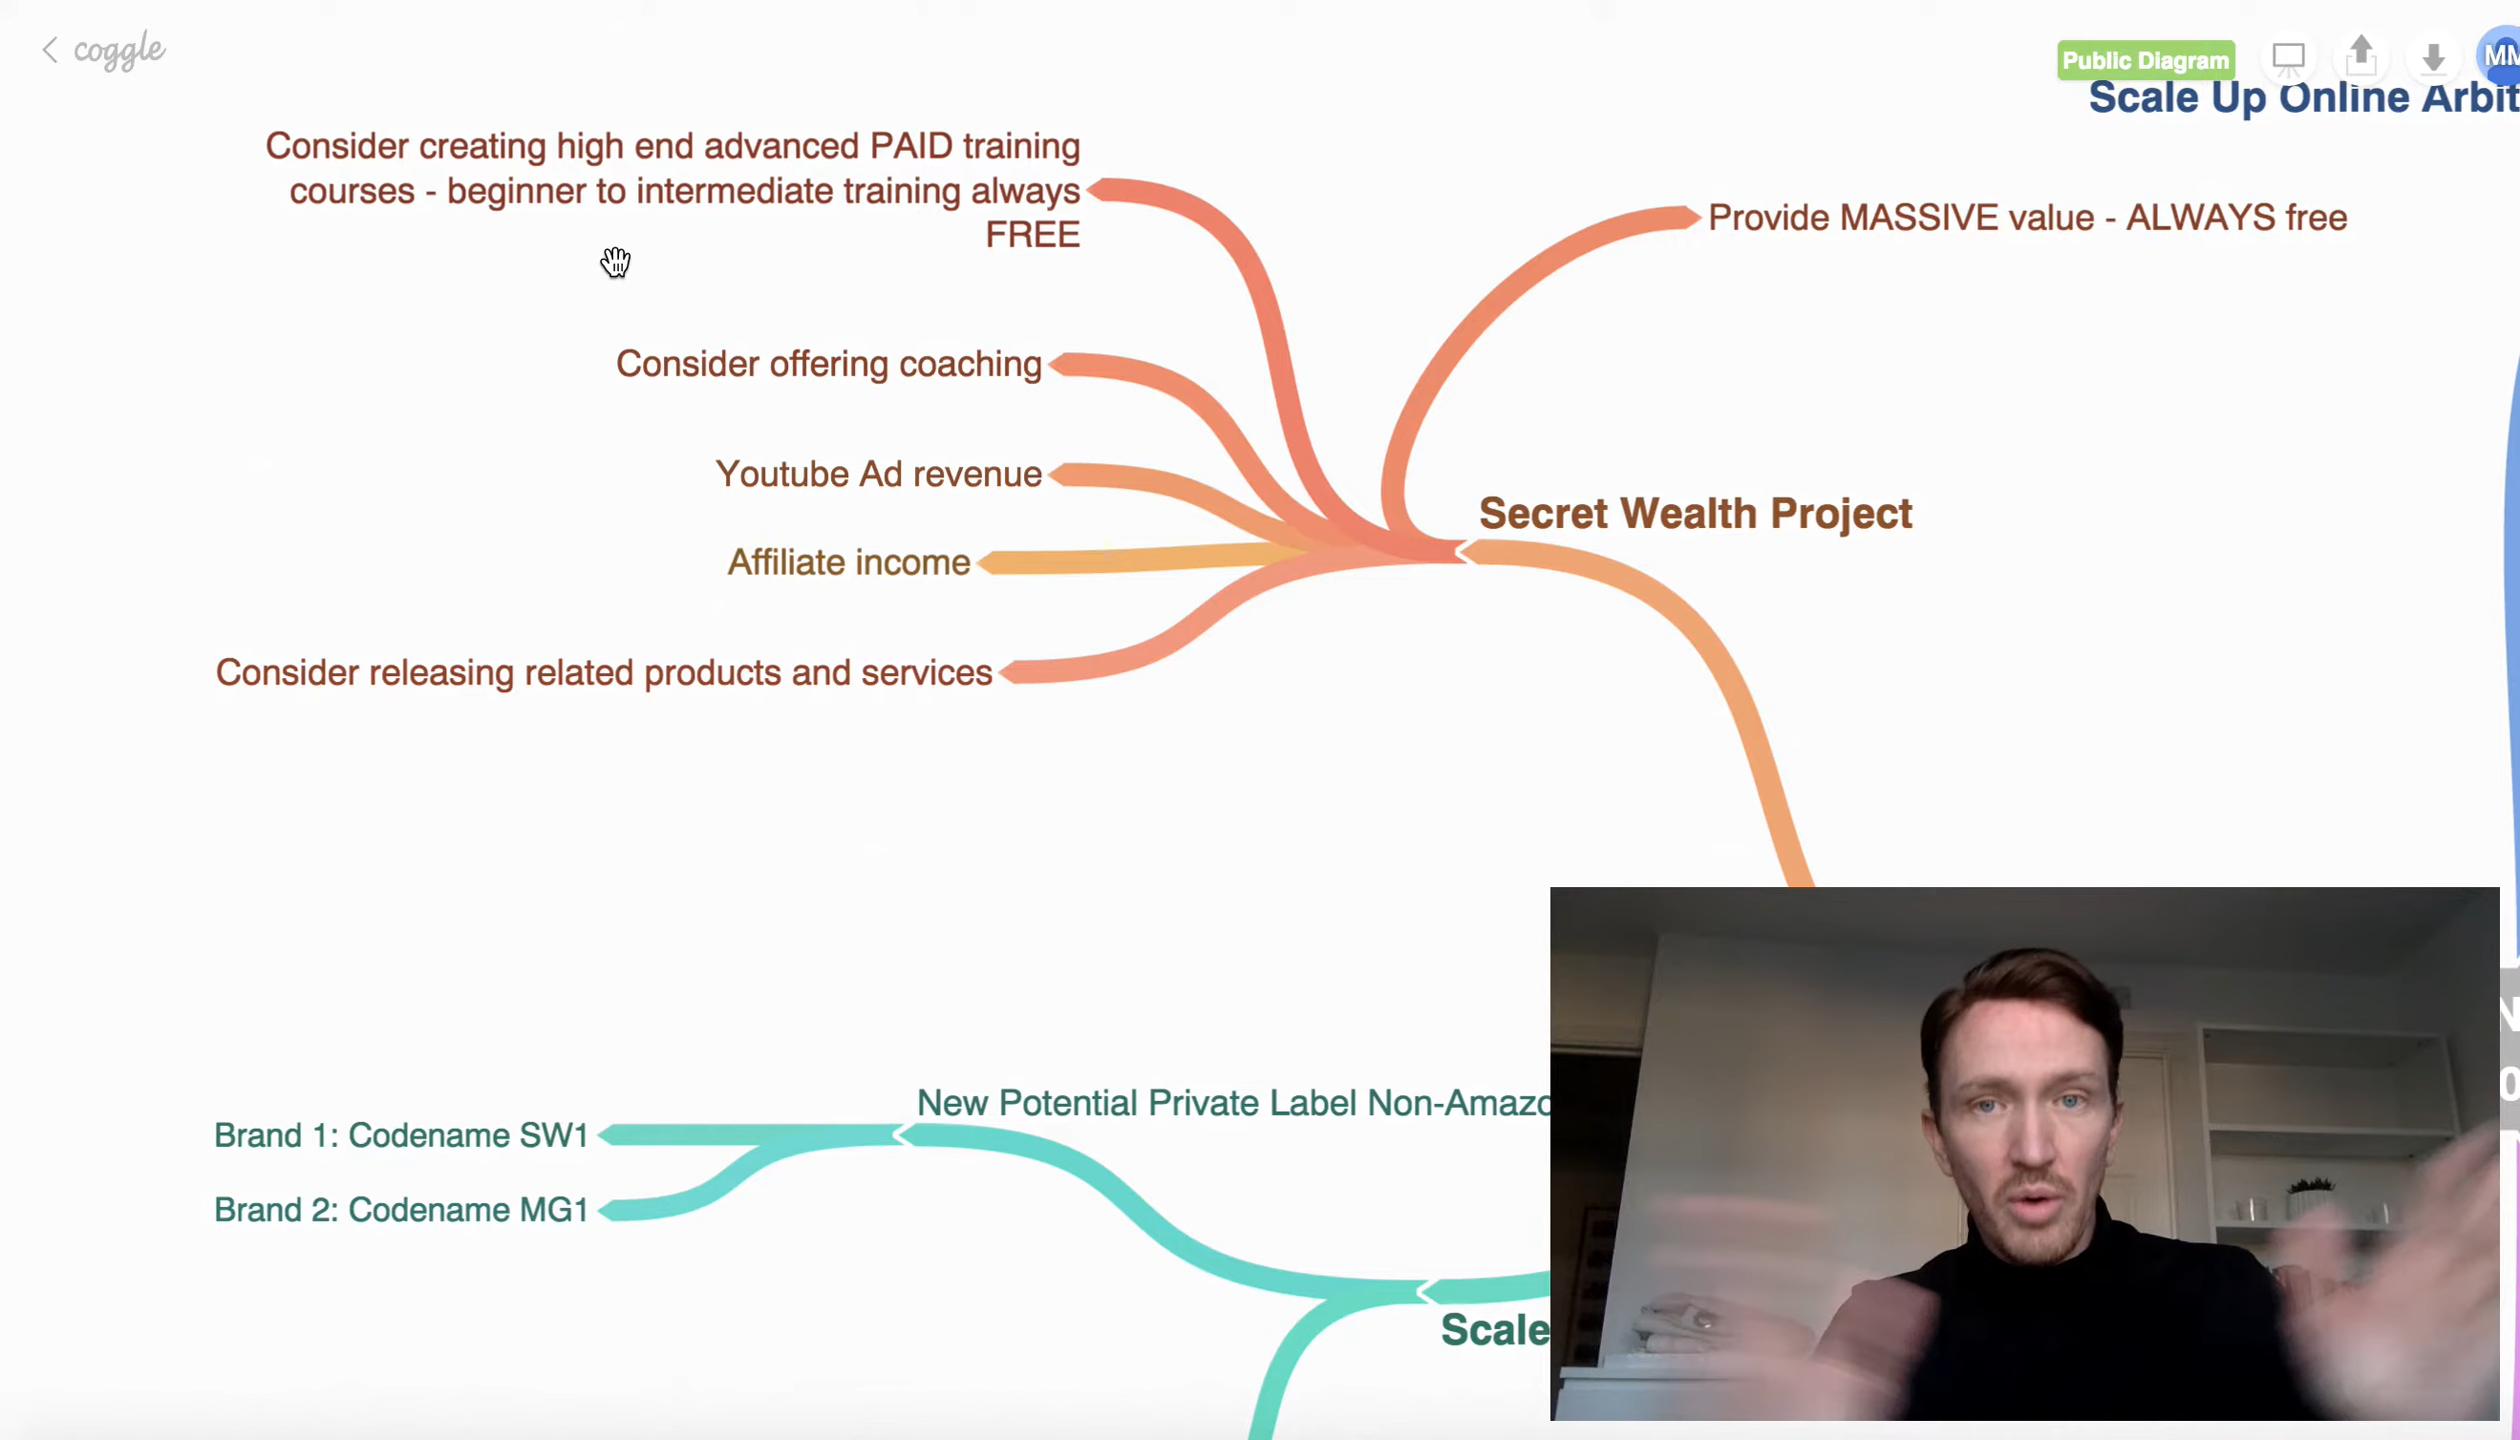 coggle
Public Diagram
MM
Scale Up Online Arbit
Consider creating high end advanced PAID training
courses - beginner to intermediate training always
FREE
Provide MASSIVE value - ALWAYS free
Consider offering coaching
Youtube Ad revenue
Secret Wealth Project
Affiliate income
Consider releasing related products and services
New Potential Private Label Non-Amazo
Brand 1: Codename SW1
Brand 2: Codename MG1
Scale